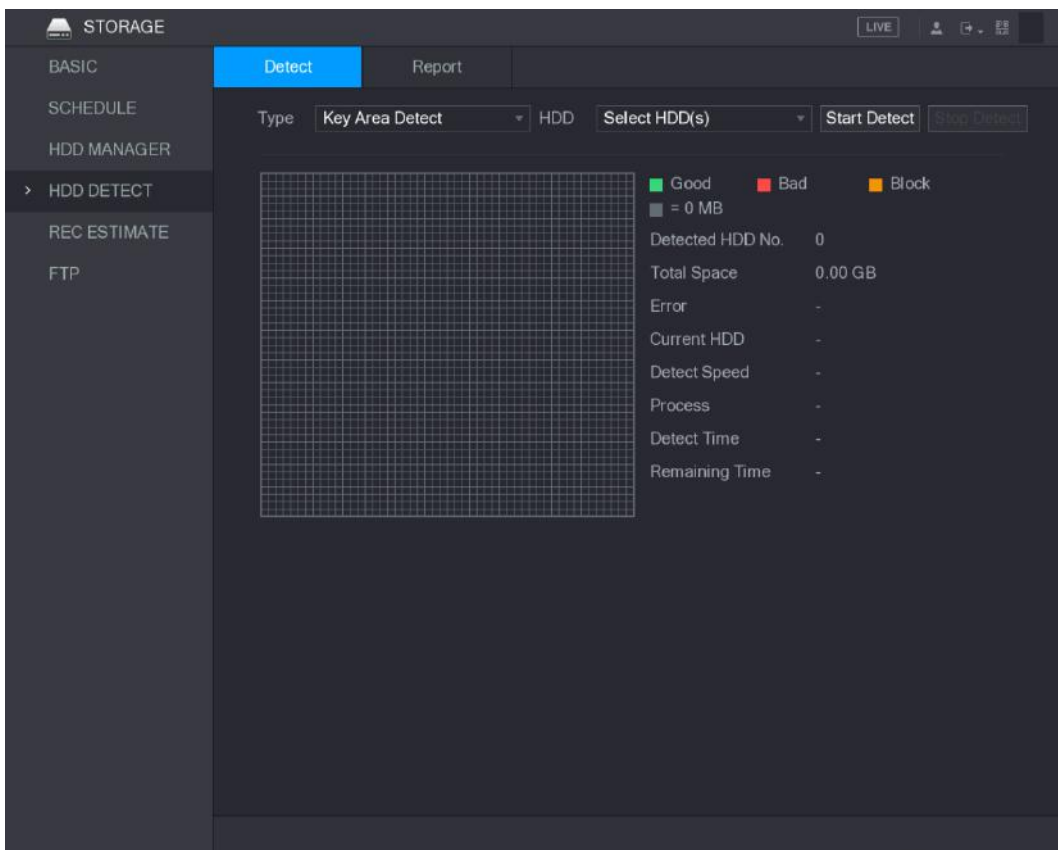 STORAGE LIVE
BASIC
SCHEDULE
HDD MANAGER
> HDD DETECT
REC ESTIMATE
FTP
Detect Report
Type Key Area Detect HDD Select HDD(s) Start Detect Stop Detect
Good Bad Block
= 0 MB
Detected HDD No. 0
Total Space 0.00 GB
Error -
Current HDD -
Detect Speed -
Process -
Detect Time -
Remaining Time -